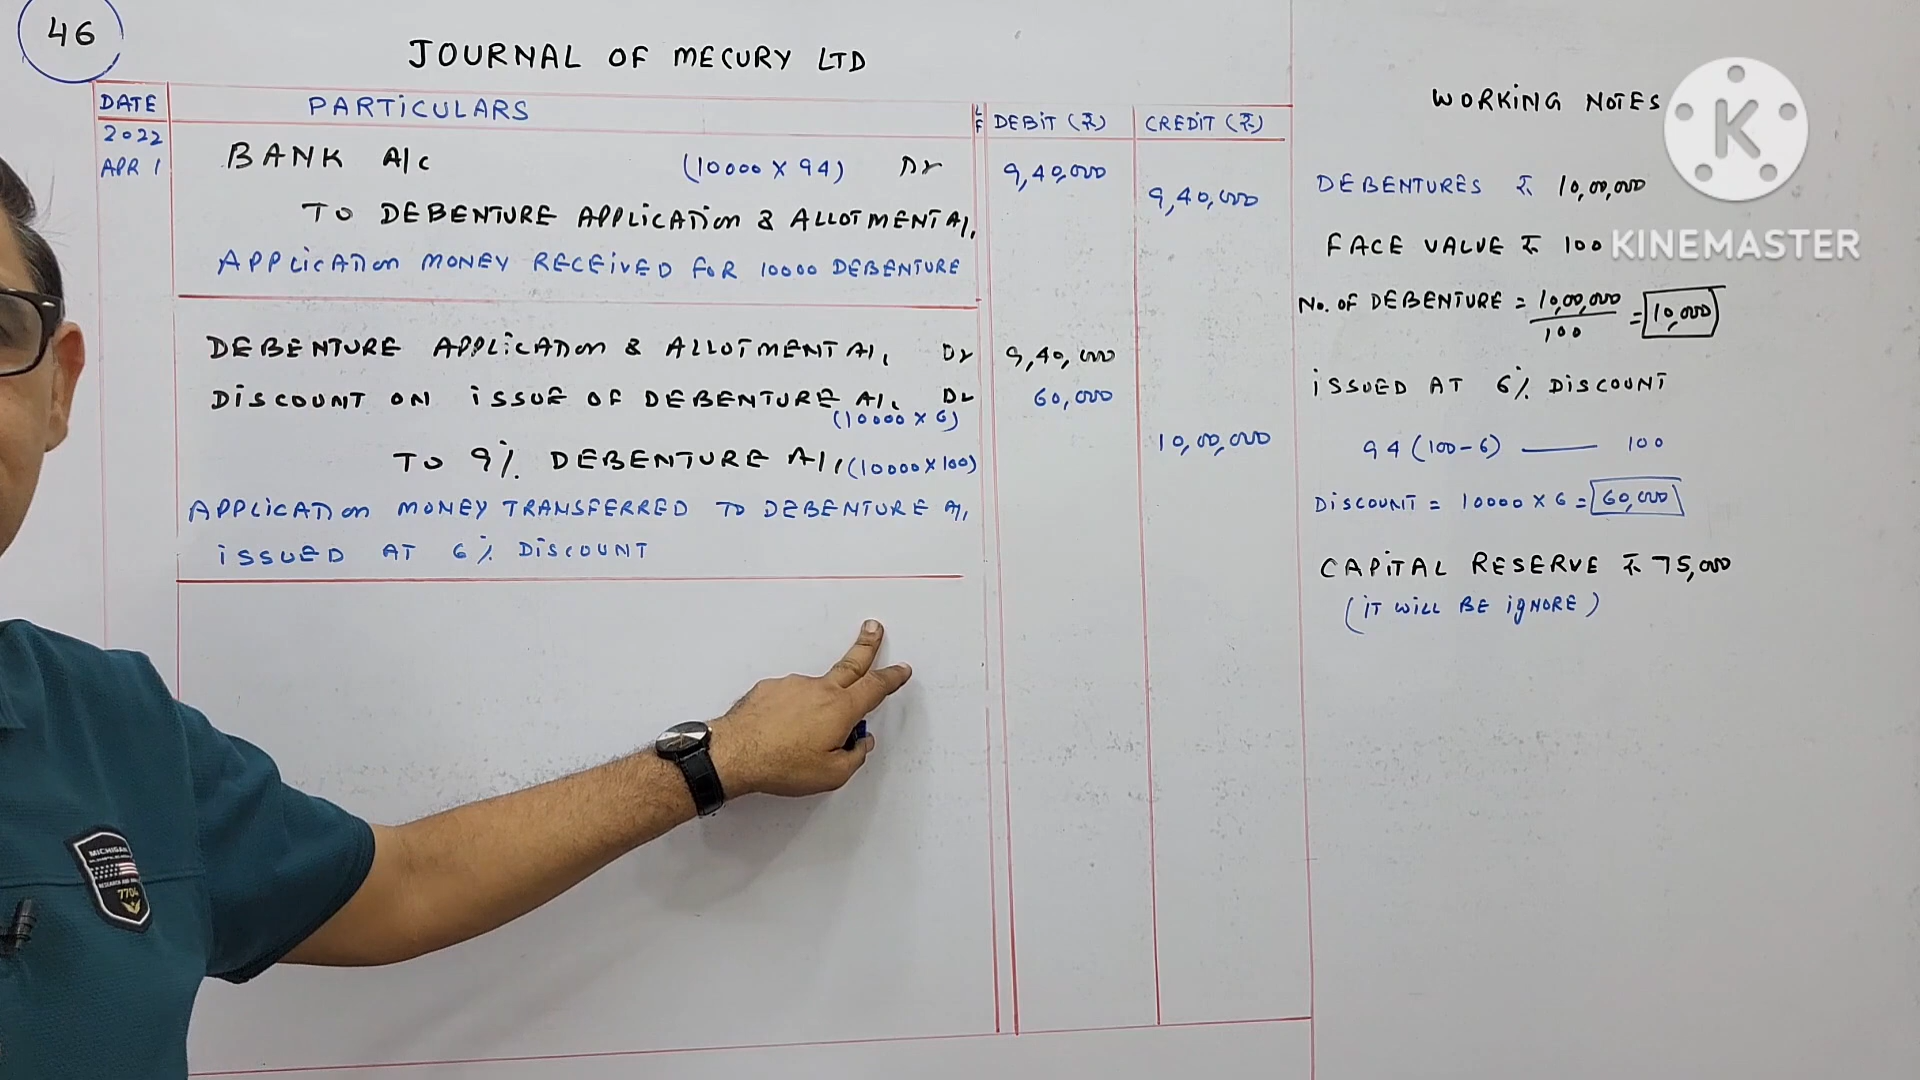 46
JOURNAL OF MECURY LTD
DATE PARTICULARS LF DEBIT (₹) CREDIT (₹)
2022
APR 1 BANK A/C (10000 X 94) Dr 9,40,000
TO DEBENTURE APPLICATION & ALLOTMENT A/c 9,40,000
APPLICATION MONEY RECEIVED FOR 10000 DEBENTURE
DEBENTURE APPLICATION & ALLOTMENT A/c Dr 9,40,000
DISCOUNT ON ISSUE OF DEBENTURE A/c Dr 60,000
(10000 X 6)
TO 9% DEBENTURE A/c (10000 X 100) 10,00,000
APPLICATION MONEY TRANSFERRED TO DEBENTURE A/c
ISSUED AT 6% DISCOUNT
WORKING NOTES
DEBENTURES ₹ 10,00,000
FACE VALUE ₹ 100
No. OF DEBENTURE = 10,00,000 / 100 = 10,000
ISSUED AT 6% DISCOUNT
94 (100-6) — 100
DISCOUNT = 10000 X 6 = 60,000
CAPITAL RESERVE ₹ 75,000
(IT WILL BE IGNORE)
K
KINEMASTER
MICHIGAN
7704